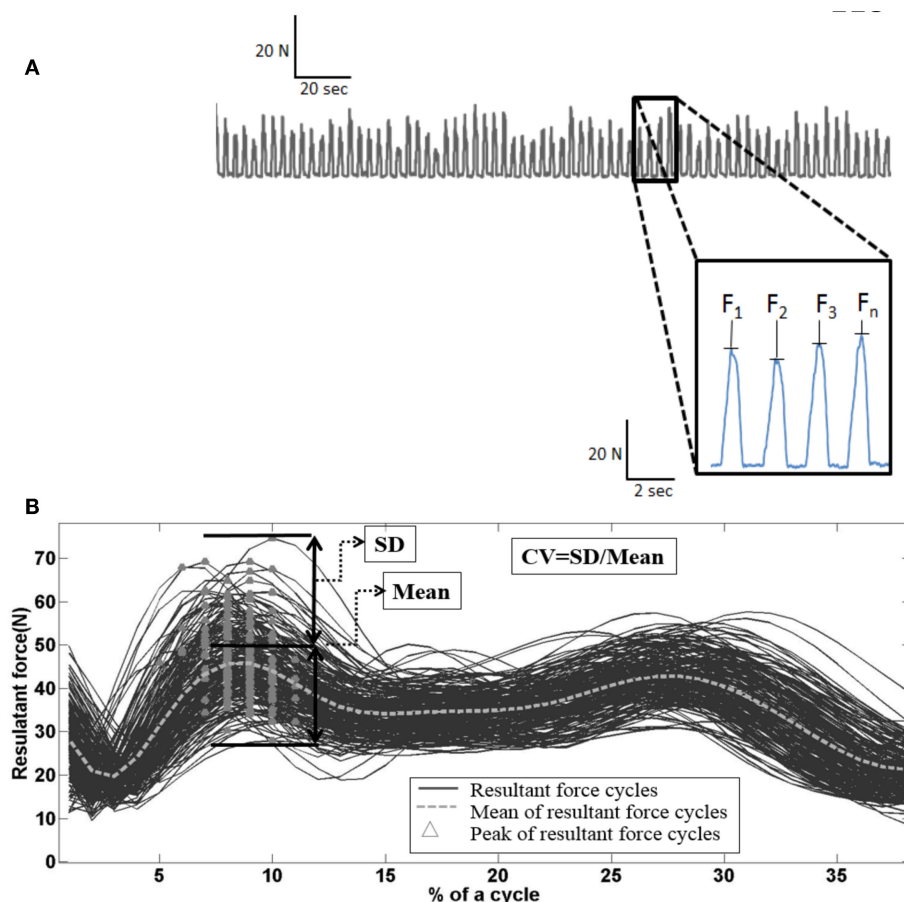 A
20 N
20 sec
F1 F2 F3 Fn
20 N
2 sec
B
SD
CV=SD/Mean
Mean
Resulatant force(N)
70
60
50
40
30
20
10
0
Resultant force cycles
Mean of resultant force cycles
Peak of resultant force cycles
5 10 15 20 25 30 35
% of a cycle